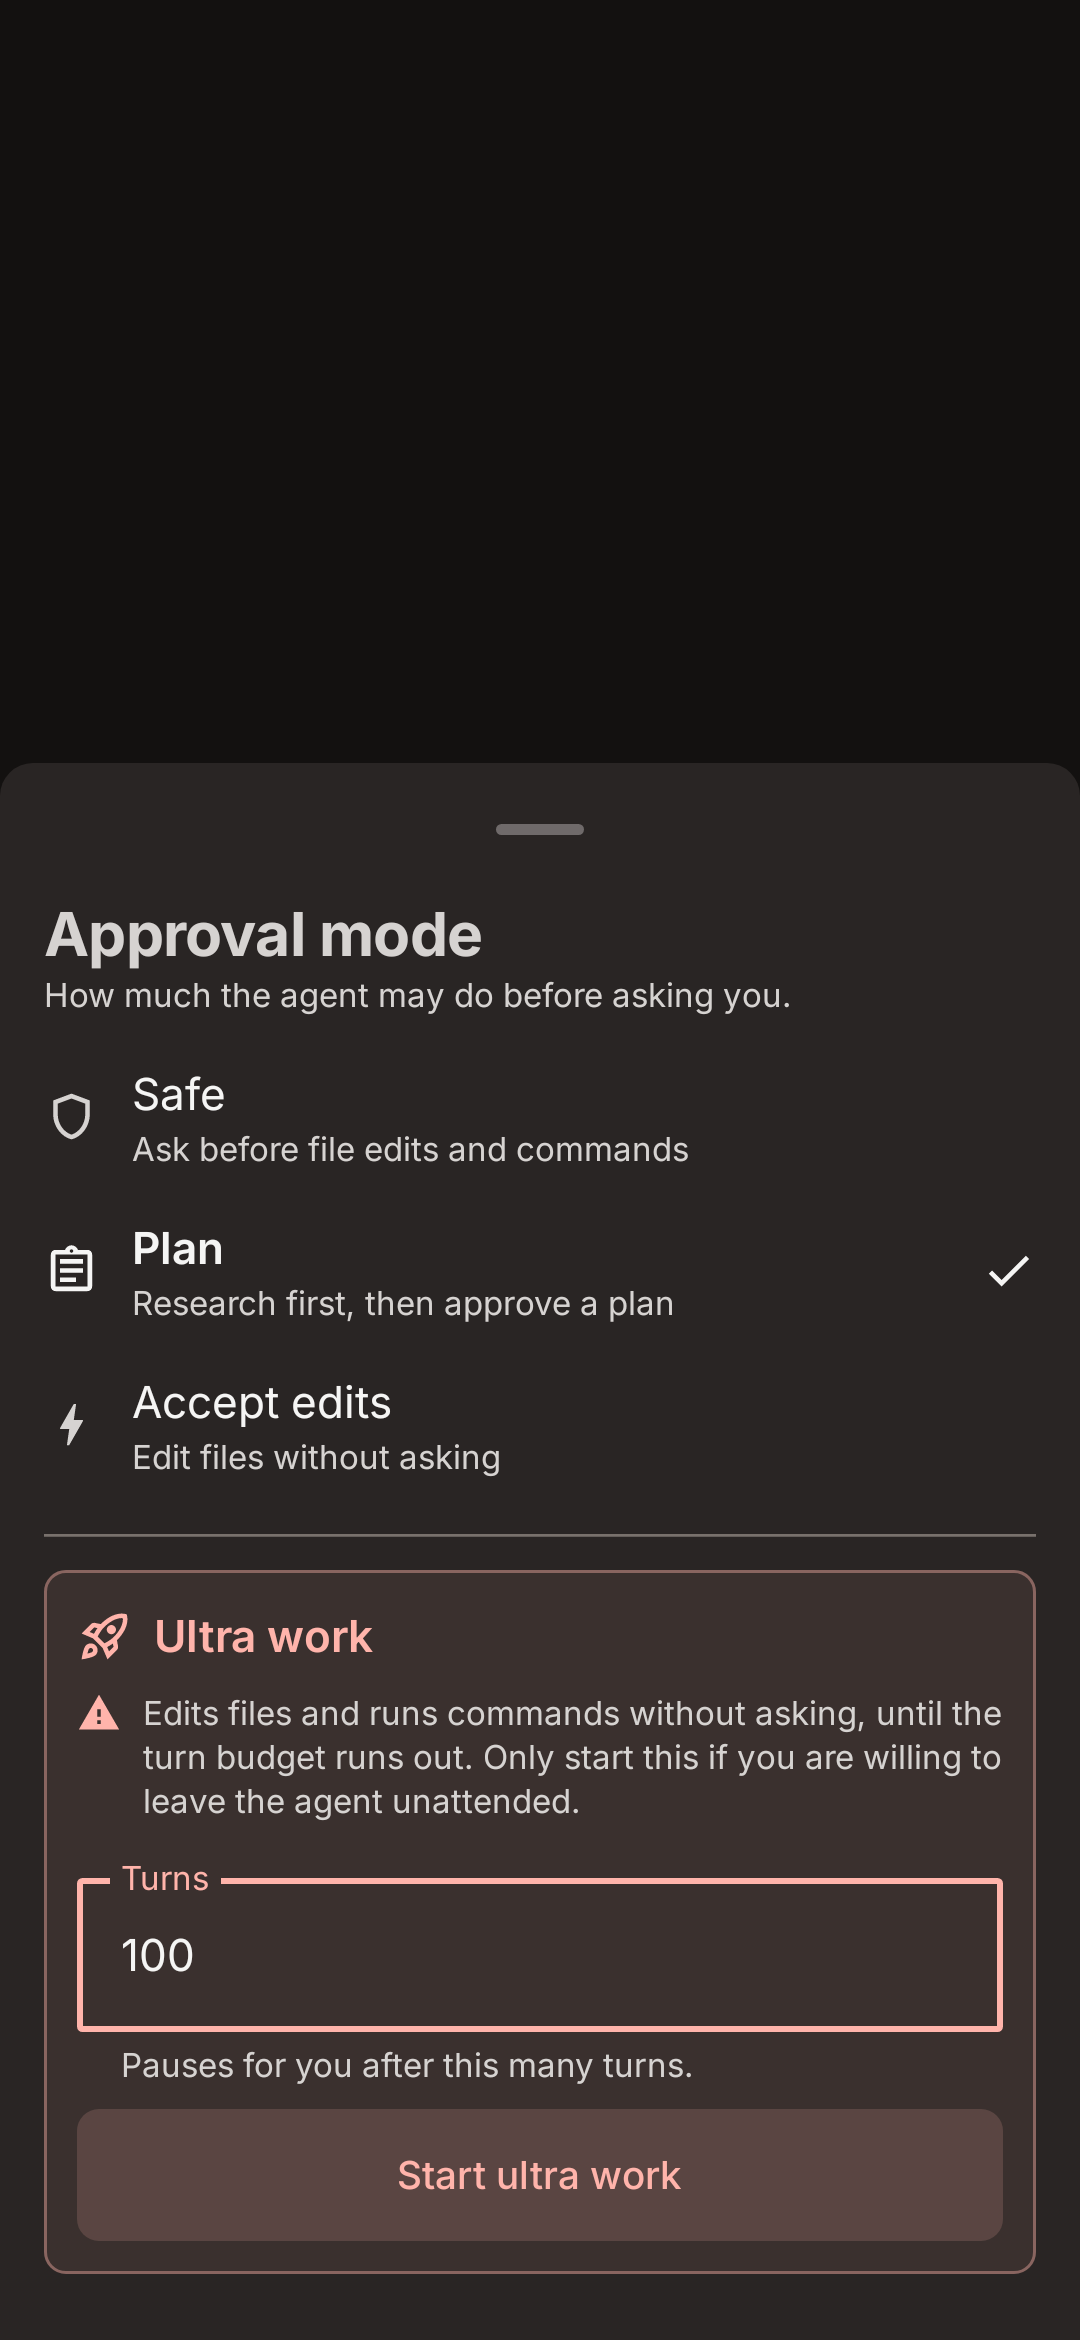 Approval mode
How much the agent may do before asking you.
Safe
Ask before file edits and commands
Plan
Research first, then approve a plan
Accept edits
Edit files without asking
Ultra work
Edits files and runs commands without asking, until the
turn budget runs out. Only start this if you are willing to
leave the agent unattended.
Turns
100
Pauses for you after this many turns.
Start ultra work